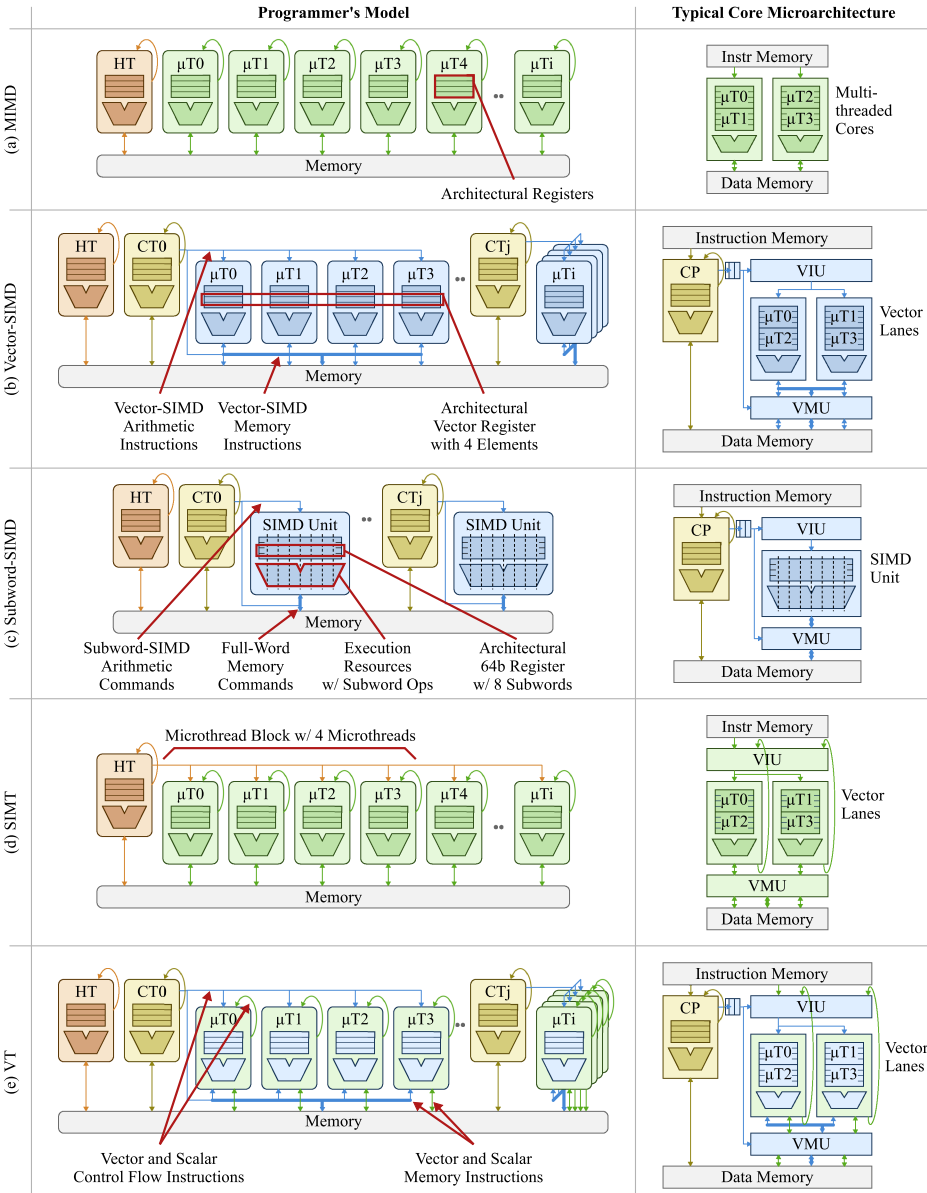 Programmer's Model
Typical Core Microarchitecture
(a) MIMD
HT
μT0
μT1
μT2
μT3
μT4
μTi
Memory
Architectural Registers
Instr Memory
μT0
μT1
μT2
μT3
Multi-
threaded
Cores
Data Memory
(b) Vector-SIMD
HT
CT0
μT0
μT1
μT2
μT3
CTj
μTi
Memory
Vector-SIMD
Arithmetic
Instructions
Vector-SIMD
Memory
Instructions
Architectural
Vector Register
with 4 Elements
Instruction Memory
CP
VIU
μT0
μT2
μT1
μT3
Vector
Lanes
VMU
Data Memory
(c) Subword-SIMD
HT
CT0
SIMD Unit
CTj
SIMD Unit
Memory
Subword-SIMD
Arithmetic
Commands
Full-Word
Memory
Commands
Execution
Resources
w/ Subword Ops
Architectural
64b Register
w/ 8 Subwords
Instruction Memory
CP
VIU
SIMD
Unit
VMU
Data Memory
(d) SIMT
Microthread Block w/ 4 Microthreads
HT
μT0
μT1
μT2
μT3
μT4
μTi
Memory
Instr Memory
VIU
μT0
μT2
μT1
μT3
Vector
Lanes
VMU
Data Memory
(e) VT
HT
CT0
μT0
μT1
μT2
μT3
CTj
μTi
Memory
Vector and Scalar
Control Flow Instructions
Vector and Scalar
Memory Instructions
Instruction Memory
CP
VIU
μT0
μT2
μT1
μT3
Vector
Lanes
VMU
Data Memory